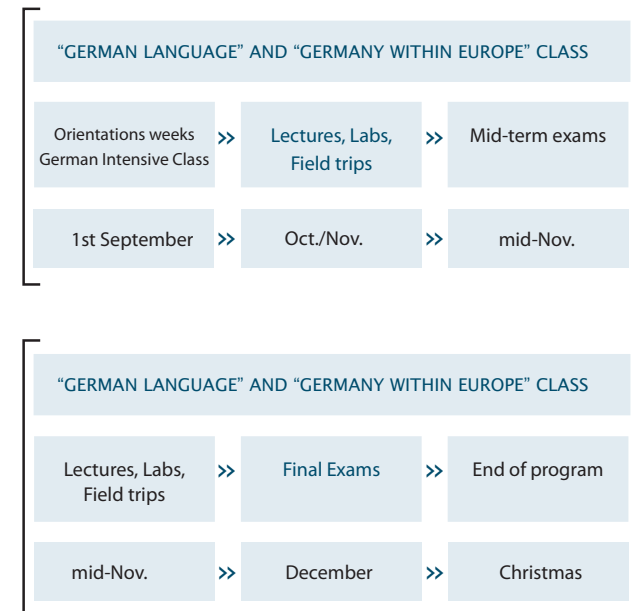 “GERMAN LANGUAGE” AND “GERMANY WITHIN EUROPE” CLASS
Orientations weeks
German Intensive Class
»
Lectures, Labs,
Field trips
»
Mid-term exams
1st September » Oct./Nov. » mid-Nov.
“GERMAN LANGUAGE” AND “GERMANY WITHIN EUROPE” CLASS
Lectures, Labs,
Field trips
»
Final Exams
»
End of program
mid-Nov. » December » Christmas